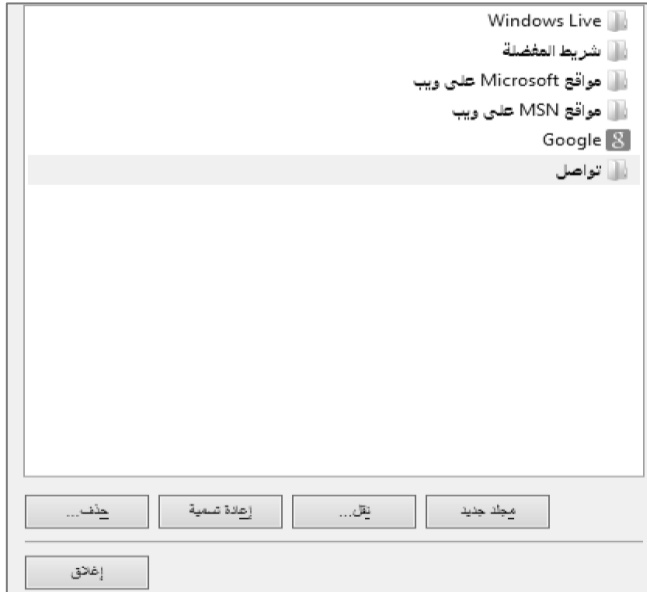 Windows Live
شريط المفضلة
مواقع Microsoft على ويب
مواقع MSN على ويب
Google
تواصل
مجلد جديد
نقل...
إعادة تسمية
حذف...
إغلاق